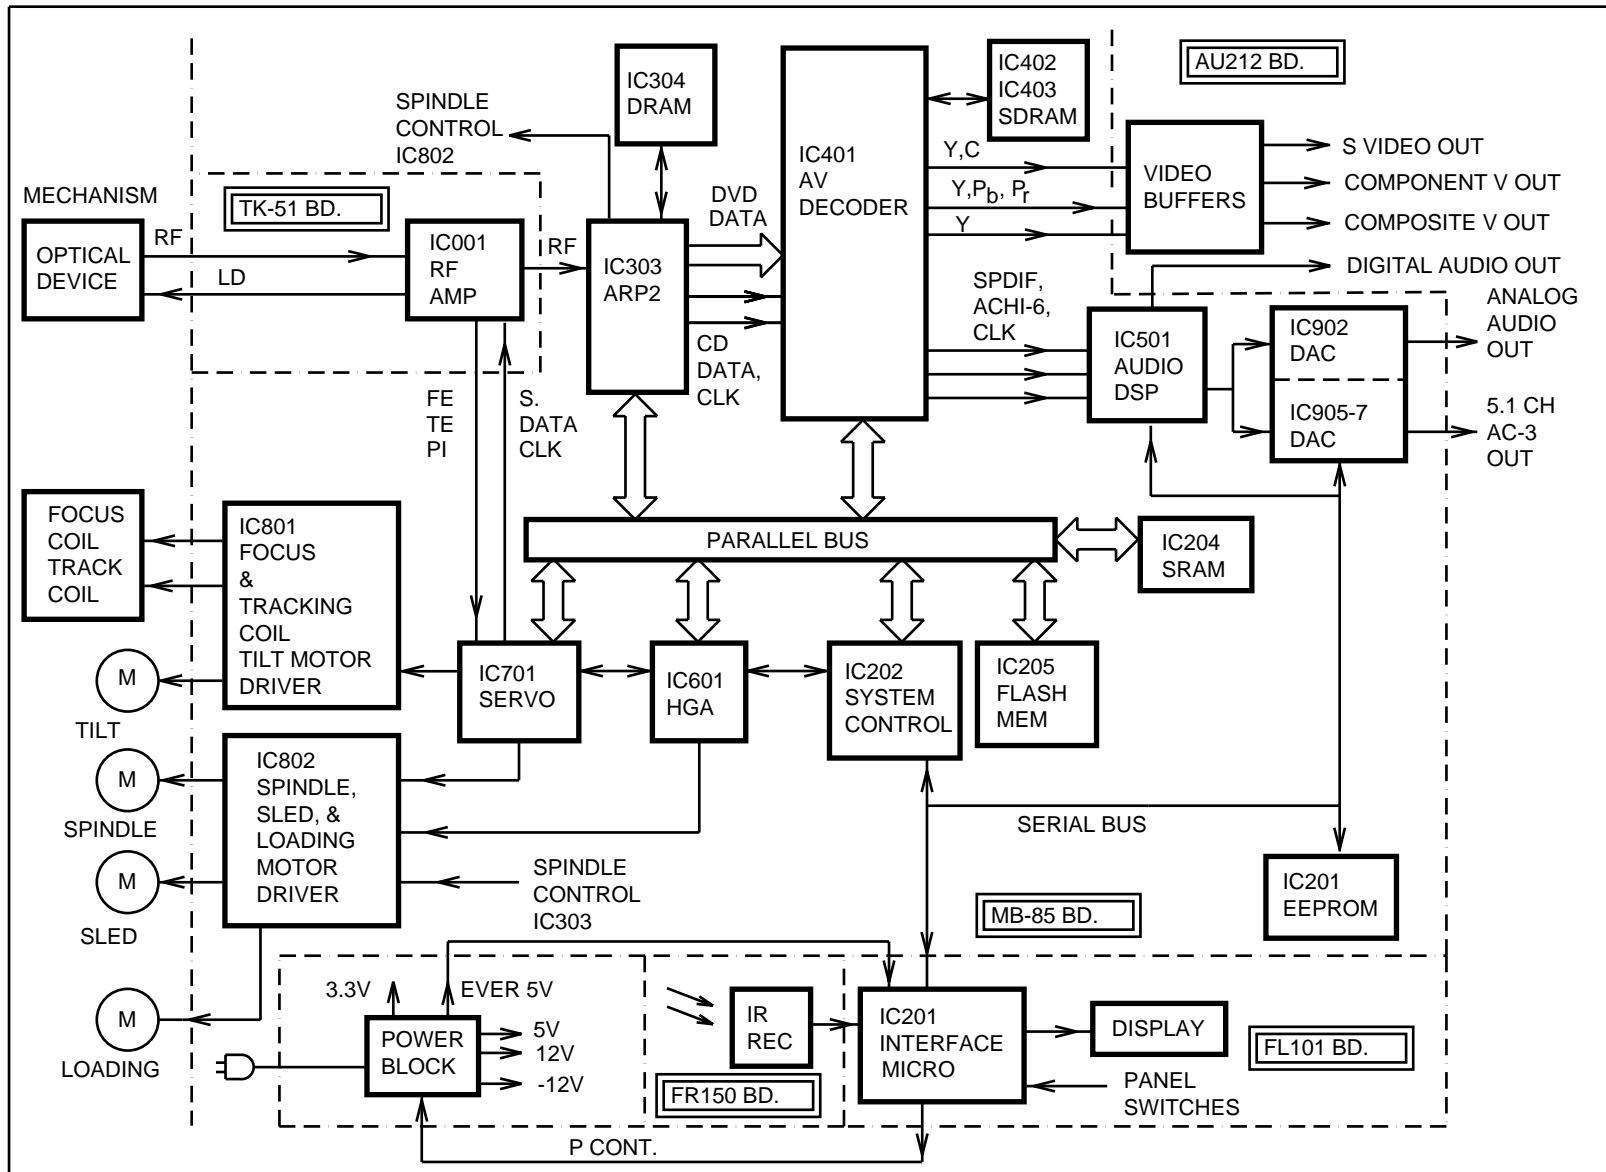 AU212 BD.
IC304
DRAM
IC402
IC403
SDRAM
SPINDLE
CONTROL
IC802
IC401
AV
DECODER
Y,C
Y,Pb, Pr
Y
VIDEO
BUFFERS
S VIDEO OUT
COMPONENT V OUT
COMPOSITE V OUT
DIGITAL AUDIO OUT
MECHANISM
TK-51 BD.
DVD
DATA
OPTICAL
DEVICE
RF
LD
IC001
RF
AMP
RF
IC303
ARP2
CD
DATA,
CLK
SPDIF,
ACHI-6,
CLK
IC501
AUDIO
DSP
IC902
DAC
IC905-7
DAC
ANALOG
AUDIO
OUT
5.1 CH
AC-3
OUT
FE
TE
PI
S.
DATA
CLK
FOCUS
COIL
TRACK
COIL
IC801
FOCUS
&
TRACKING
COIL
TILT MOTOR
DRIVER
PARALLEL BUS
IC204
SRAM
M
TILT
IC701
SERVO
IC601
HGA
IC202
SYSTEM
CONTROL
IC205
FLASH
MEM
M
SPINDLE
IC802
SPINDLE,
SLED, &
LOADING
MOTOR
DRIVER
SERIAL BUS
M
SLED
SPINDLE
CONTROL
IC303
MB-85 BD.
IC201
EEPROM
M
LOADING
3.3V
EVER 5V
POWER
BLOCK
5V
12V
-12V
IR
REC
FR150 BD.
IC201
INTERFACE
MICRO
DISPLAY
FL101 BD.
PANEL
SWITCHES
P CONT.